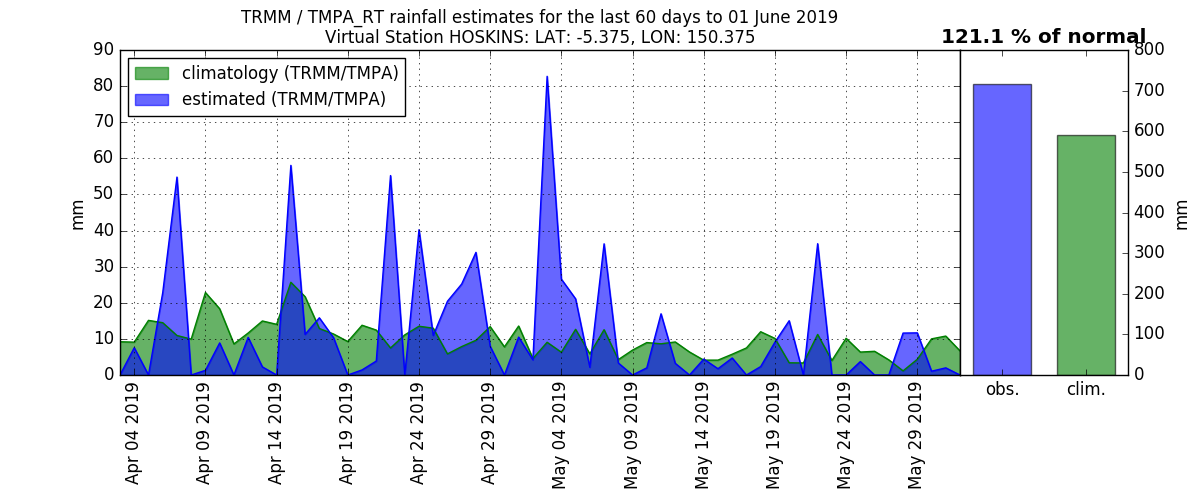 TRMM / TMPA_RT rainfall estimates for the last 60 days to 01 June 2019
Virtual Station HOSKINS: LAT: -5.375, LON: 150.375
121.1 % of normal
climatology (TRMM/TMPA)
estimated (TRMM/TMPA)
mm
90
80
70
60
50
40
30
20
10
0
Apr 04 2019
Apr 09 2019
Apr 14 2019
Apr 19 2019
Apr 24 2019
Apr 29 2019
May 04 2019
May 09 2019
May 14 2019
May 19 2019
May 24 2019
May 29 2019
800
700
600
500
400
300
200
100
0
mm
obs.
clim.